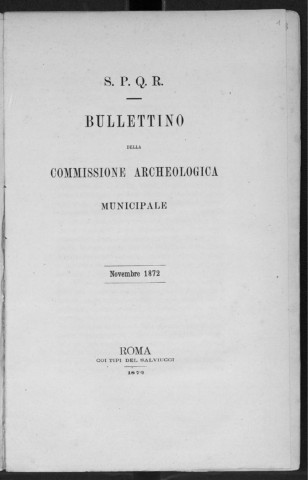 S. P. Q. R.
BULLETTINO
DELLA
COMMISSIONE ARCHEOLOGICA
MUNICIPALE
Novembre 1872
ROMA
COI TIPI DEL SALVIUCCI
1872